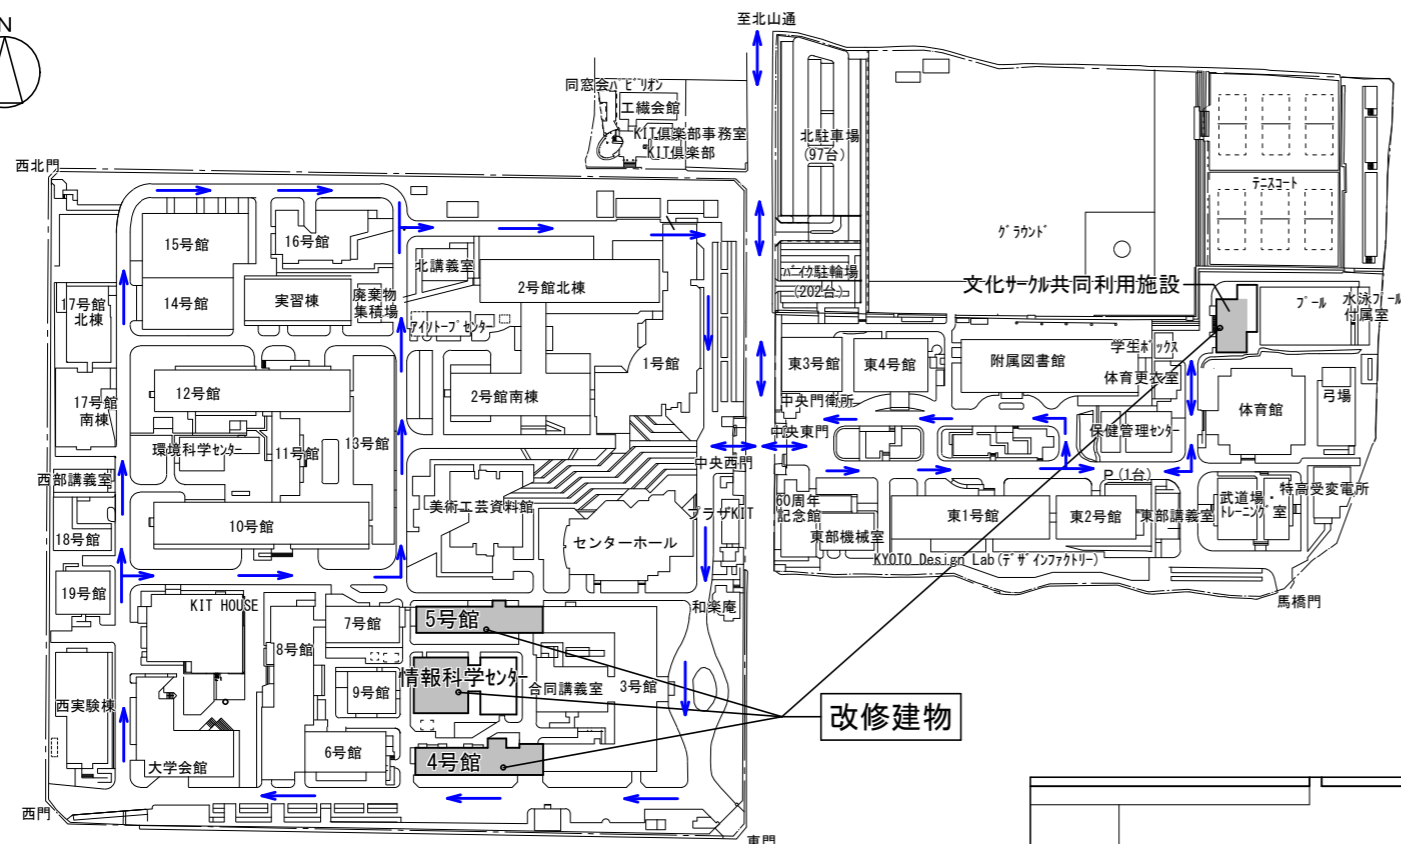 N
至北山通
同窓会パビリオン
工繊会館
KIT倶楽部事務室
KIT倶楽部
北駐車場
(97台)
テニスコート
グラウンド
西北門
15号館
16号館
北講義室
2号館北棟
バイク駐輪場
(202台)
文化サークル共同利用施設
プール
水泳プール
付属室
17号館
北棟
14号館
実習棟
廃棄物
集積場
アイソトープセンター
1号館
東3号館
東4号館
附属図書館
学生ボックス
体育更衣室
12号館
2号館南棟
17号館
南棟
中央門衛所
体育館
弓場
環境科学センター
11号館
13号館
中央東門
保健管理センター
中央西門
西部講義室
P(1台)
特高受変電所
10号館
美術工芸資料館
プラザKIT
60周年
記念館
東1号館
東2号館
東部講義室
武道場・
トレーニング室
18号館
センターホール
東部機械室
KYOTO Design Lab(デザインファクトリー)
19号館
KIT HOUSE
和楽庵
馬橋門
7号館
5号館
8号館
情報科学センター
9号館
合同講義室
3号館
西実験棟
改修建物
6号館
4号館
大学会館
西門
東門